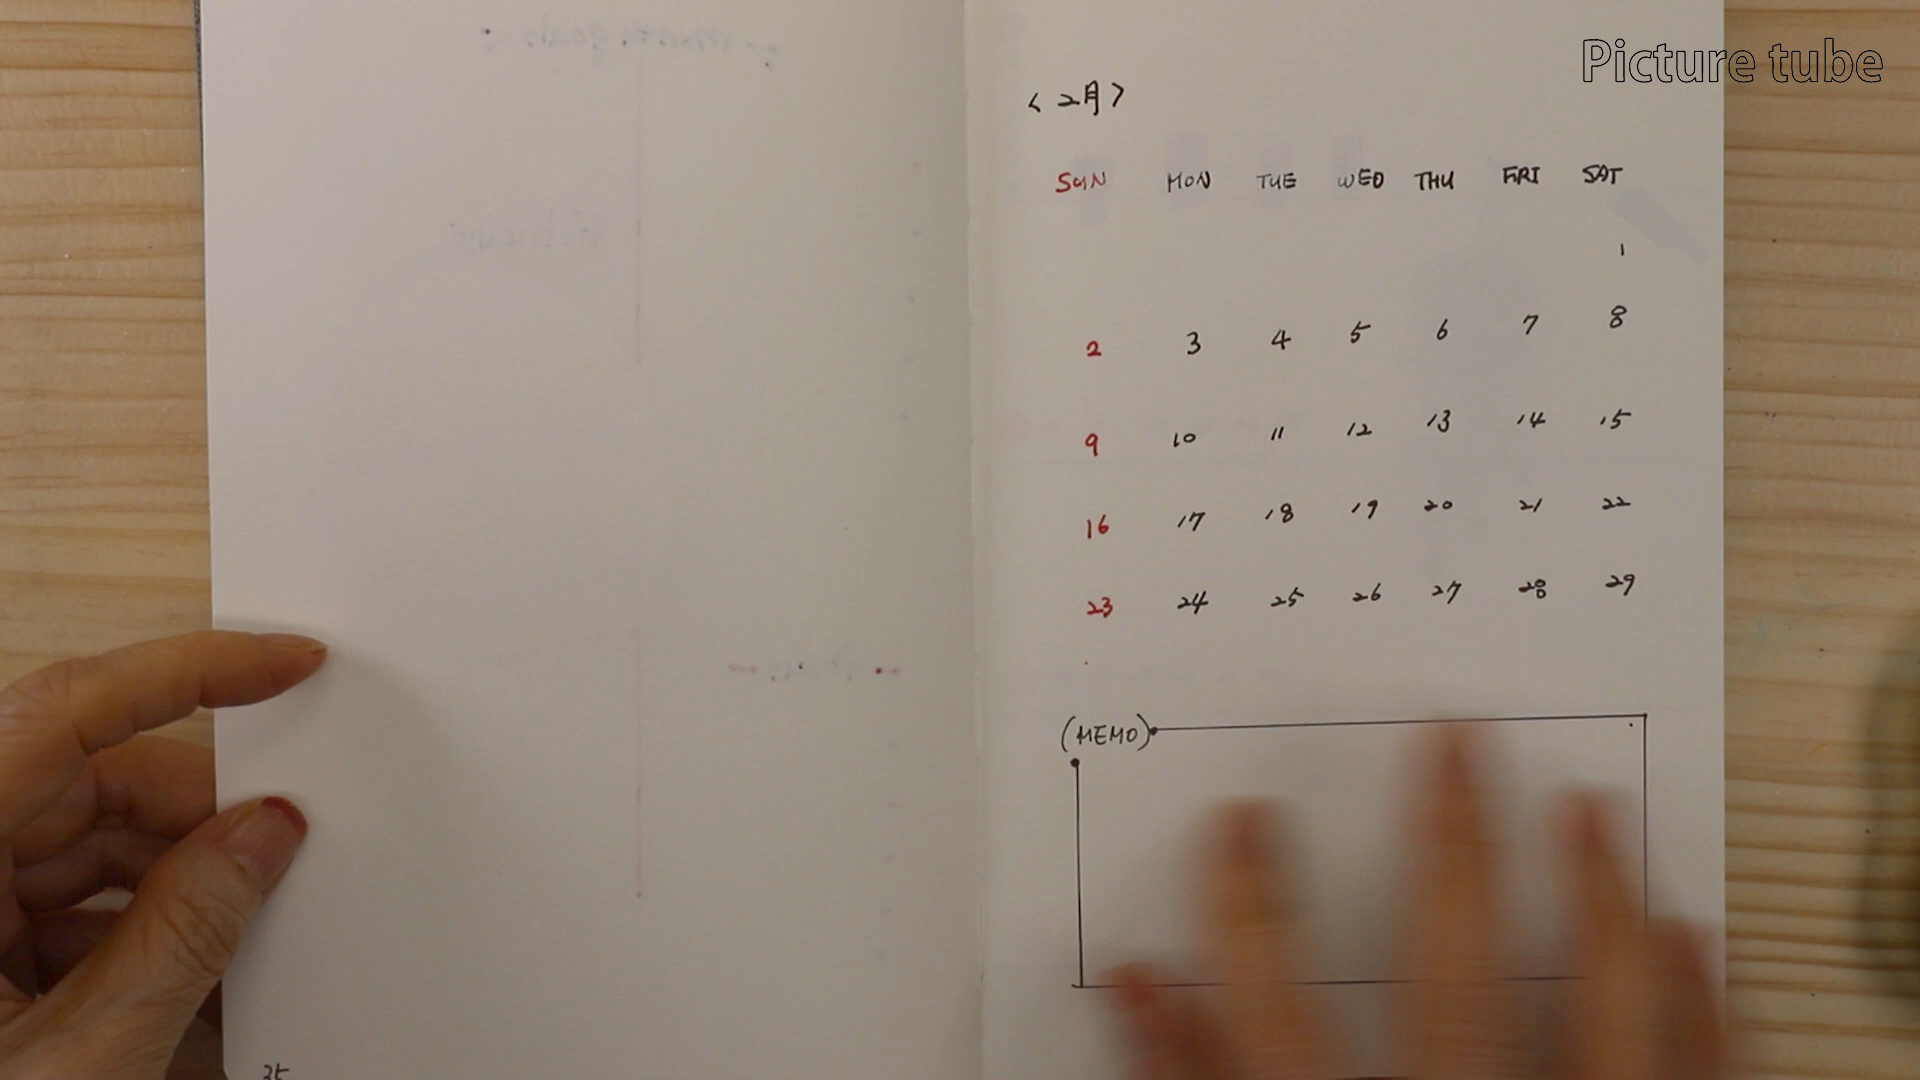 Picture tube
<2月>
SUN MON TUE WED THU FRI SAT
1
2 3 4 5 6 7 8
9 10 11 12 13 14 15
16 17 18 19 20 21 22
23 24 25 26 27 28 29
(MEMO)
35